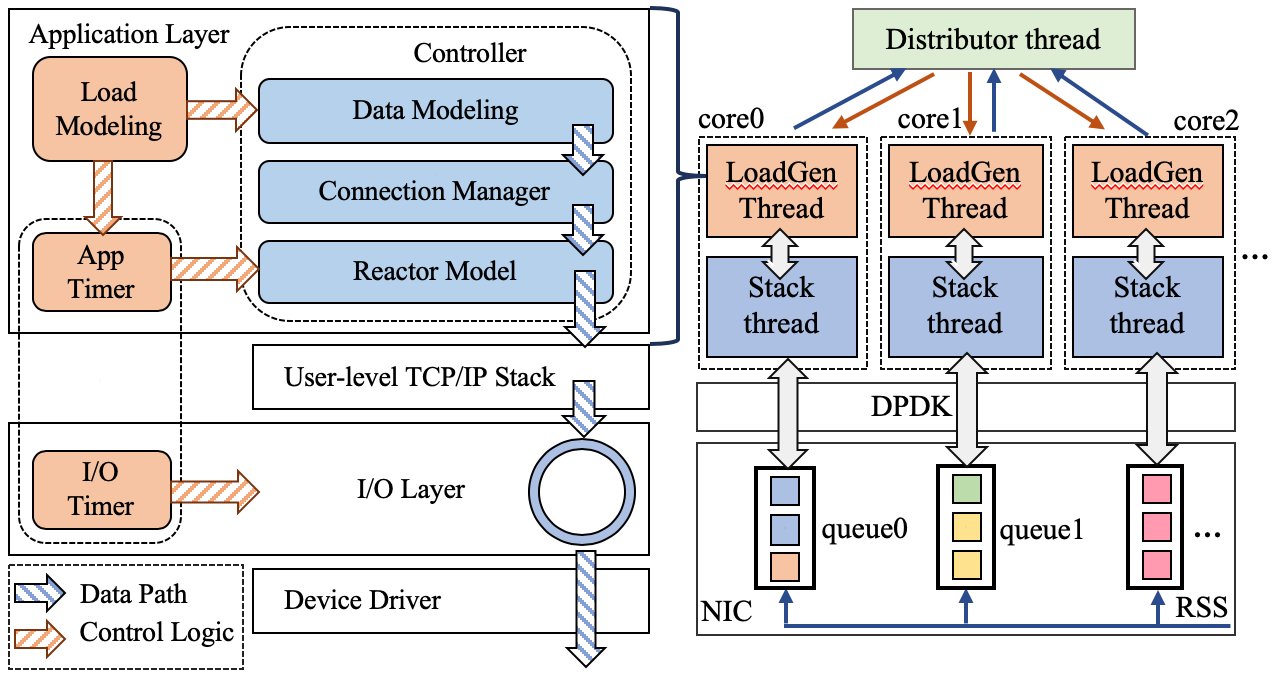 Application Layer
Controller
Load
Modeling
Data Modeling
Connection Manager
App
Timer
Reactor Model
User-level TCP/IP Stack
I/O
Timer
I/O Layer
Data Path
Control Logic
Device Driver
Distributor thread
core0
core1
core2
LoadGen
Thread
LoadGen
Thread
LoadGen
Thread
Stack
thread
Stack
thread
Stack
thread
...
DPDK
queue0
queue1
...
NIC
RSS